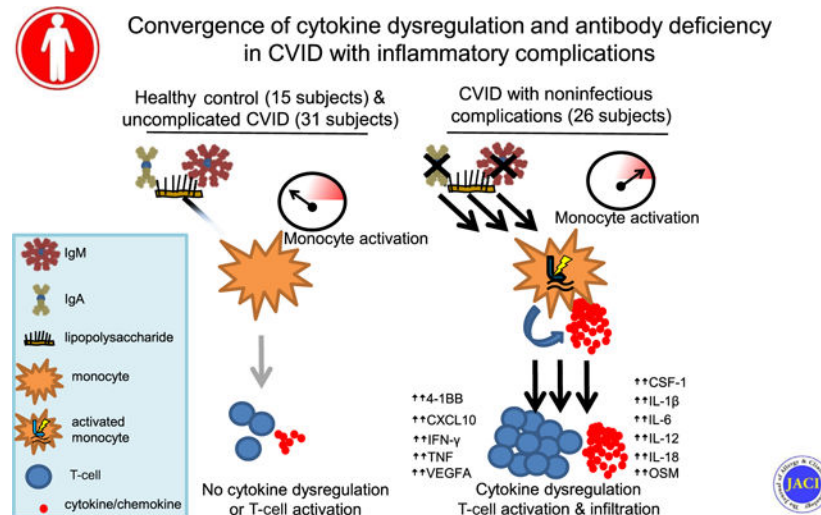 Convergence of cytokine dysregulation and antibody deficiency
in CVID with inflammatory complications
Healthy control (15 subjects) &
uncomplicated CVID (31 subjects)
CVID with noninfectious
complications (26 subjects)
Monocyte activation
Monocyte activation
IgM
IgA
lipopolysaccharide
monocyte
activated
monocyte
T-cell
cytokine/chemokine
↑↑4-1BB
↑↑CXCL10
↑↑IFN-γ
↑↑TNF
↑↑VEGFA
↑↑CSF-1
↑↑IL-1β
↑↑IL-6
↑↑IL-12
↑↑IL-18
↑↑OSM
No cytokine dysregulation
or T-cell activation
Cytokine dysregulation
T-cell activation & infiltration
JACI